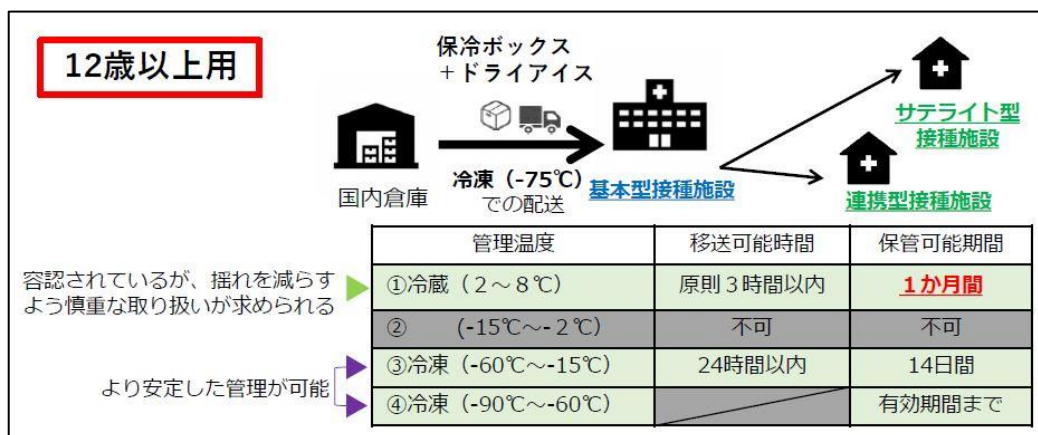 12歳以上用
保冷ボックス
＋ドライアイス
国内倉庫
冷凍（-75℃）
での配送
基本型接種施設
サテライト型
接種施設
連携型接種施設
管理温度 移送可能時間 保管可能期間
容認されているが、揺れを減らす
よう慎重な取り扱いが求められる
①冷蔵（２～８℃） 原則３時間以内 １か月間
② (-15℃～-２℃) 不可 不可
より安定した管理が可能
③冷凍（-60℃～-15℃） 24時間以内 14日間
④冷凍（-90℃～-60℃） 有効期間まで